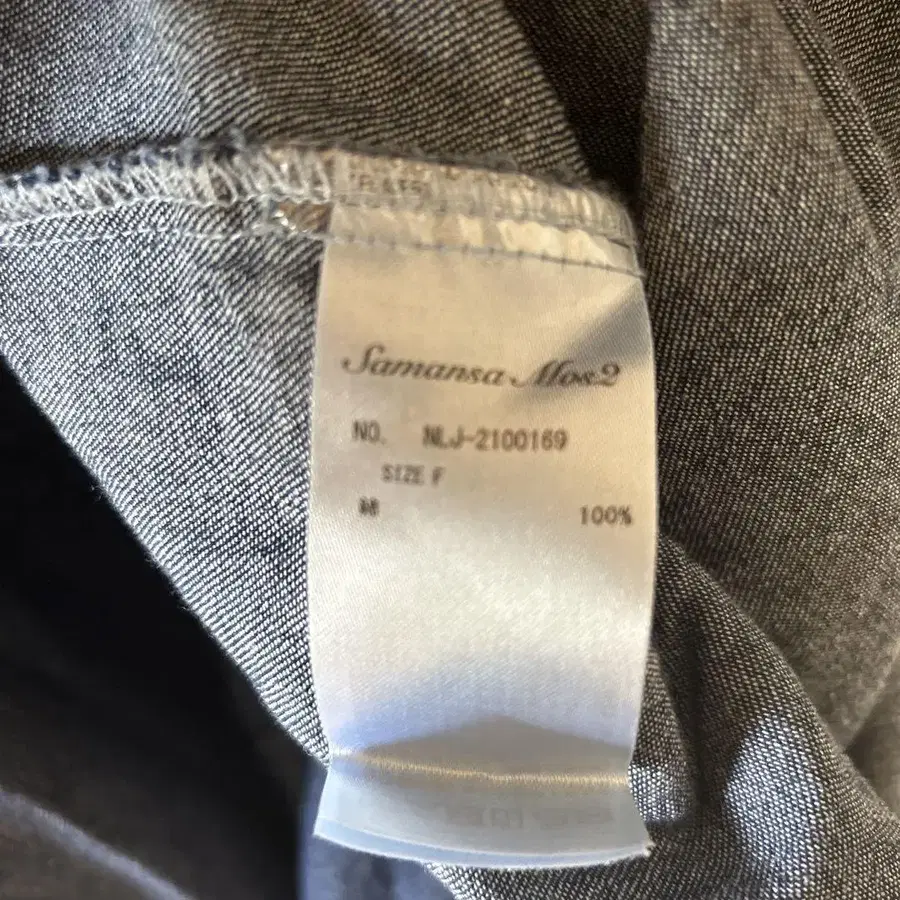 Samansa Mos2
NO. NLJ-2100169
SIZE F
綿 100%